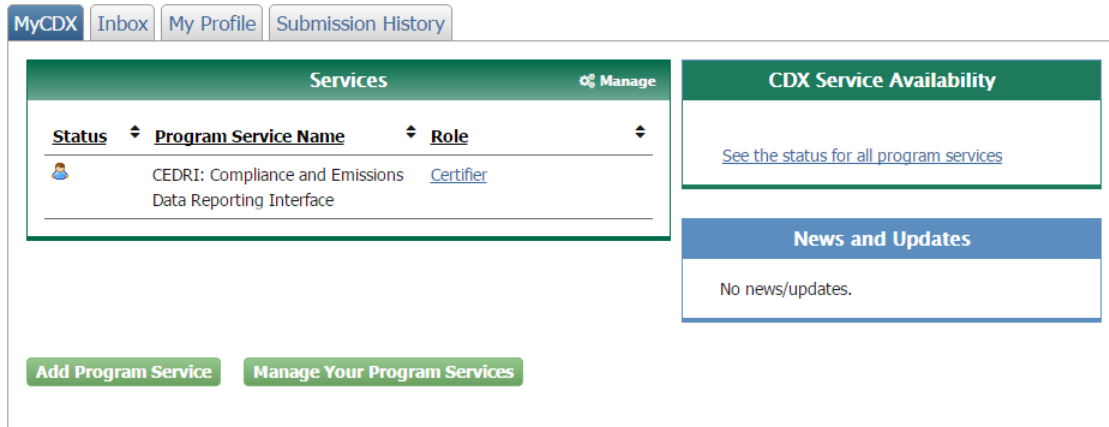 MyCDX Inbox My Profile Submission History
Services Manage
Status Program Service Name Role
CEDRI: Compliance and Emissions Certifier
Data Reporting Interface
CDX Service Availability
See the status for all program services
News and Updates
No news/updates.
Add Program Service Manage Your Program Services